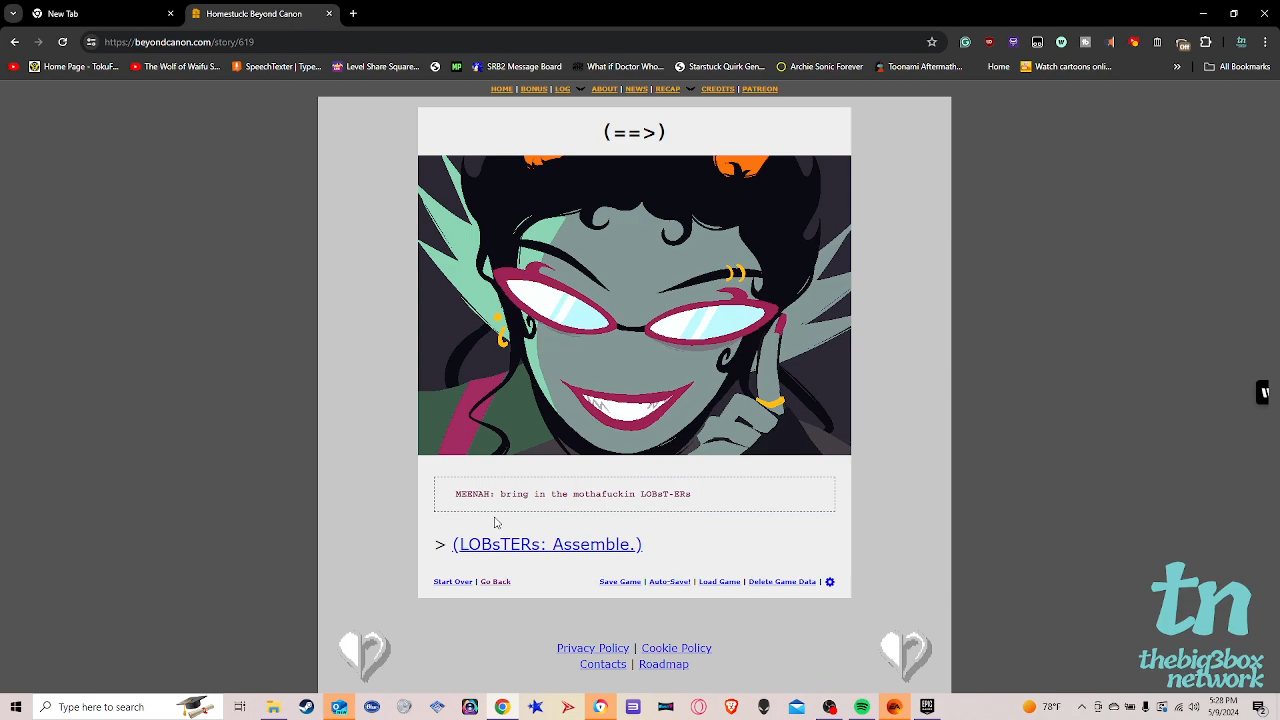 New Tab
Homestuck Beyond Canon
https://beyondcanon.com/story/619
Home Page - TokuF...
The Wolf of Waifu S...
SpeechTexter | Type...
Level Share Square...
MP
SRB2 Message Board
What if Doctor Who...
Starstuck Quirk Gen...
Archie Sonic Forever
Toonami Aftermath...
Home
Watch cartoons onl...
»
All Bookmarks
HOME | BONUS | LOG ABOUT | NEWS | RECAP CREDITS | PATREON
(==>)
MEENAH: bring in the mothafuckin LOBsT-ERs
> (LOBsTERs: Assemble.)
Start Over | Go Back
Save Game | Auto-Save! | Load Game | Delete Game Data |
Privacy Policy | Cookie Policy
Contacts | Roadmap
tn
thebig3box
network
Type here to search
78°F
5:20 PM
5/9/2024